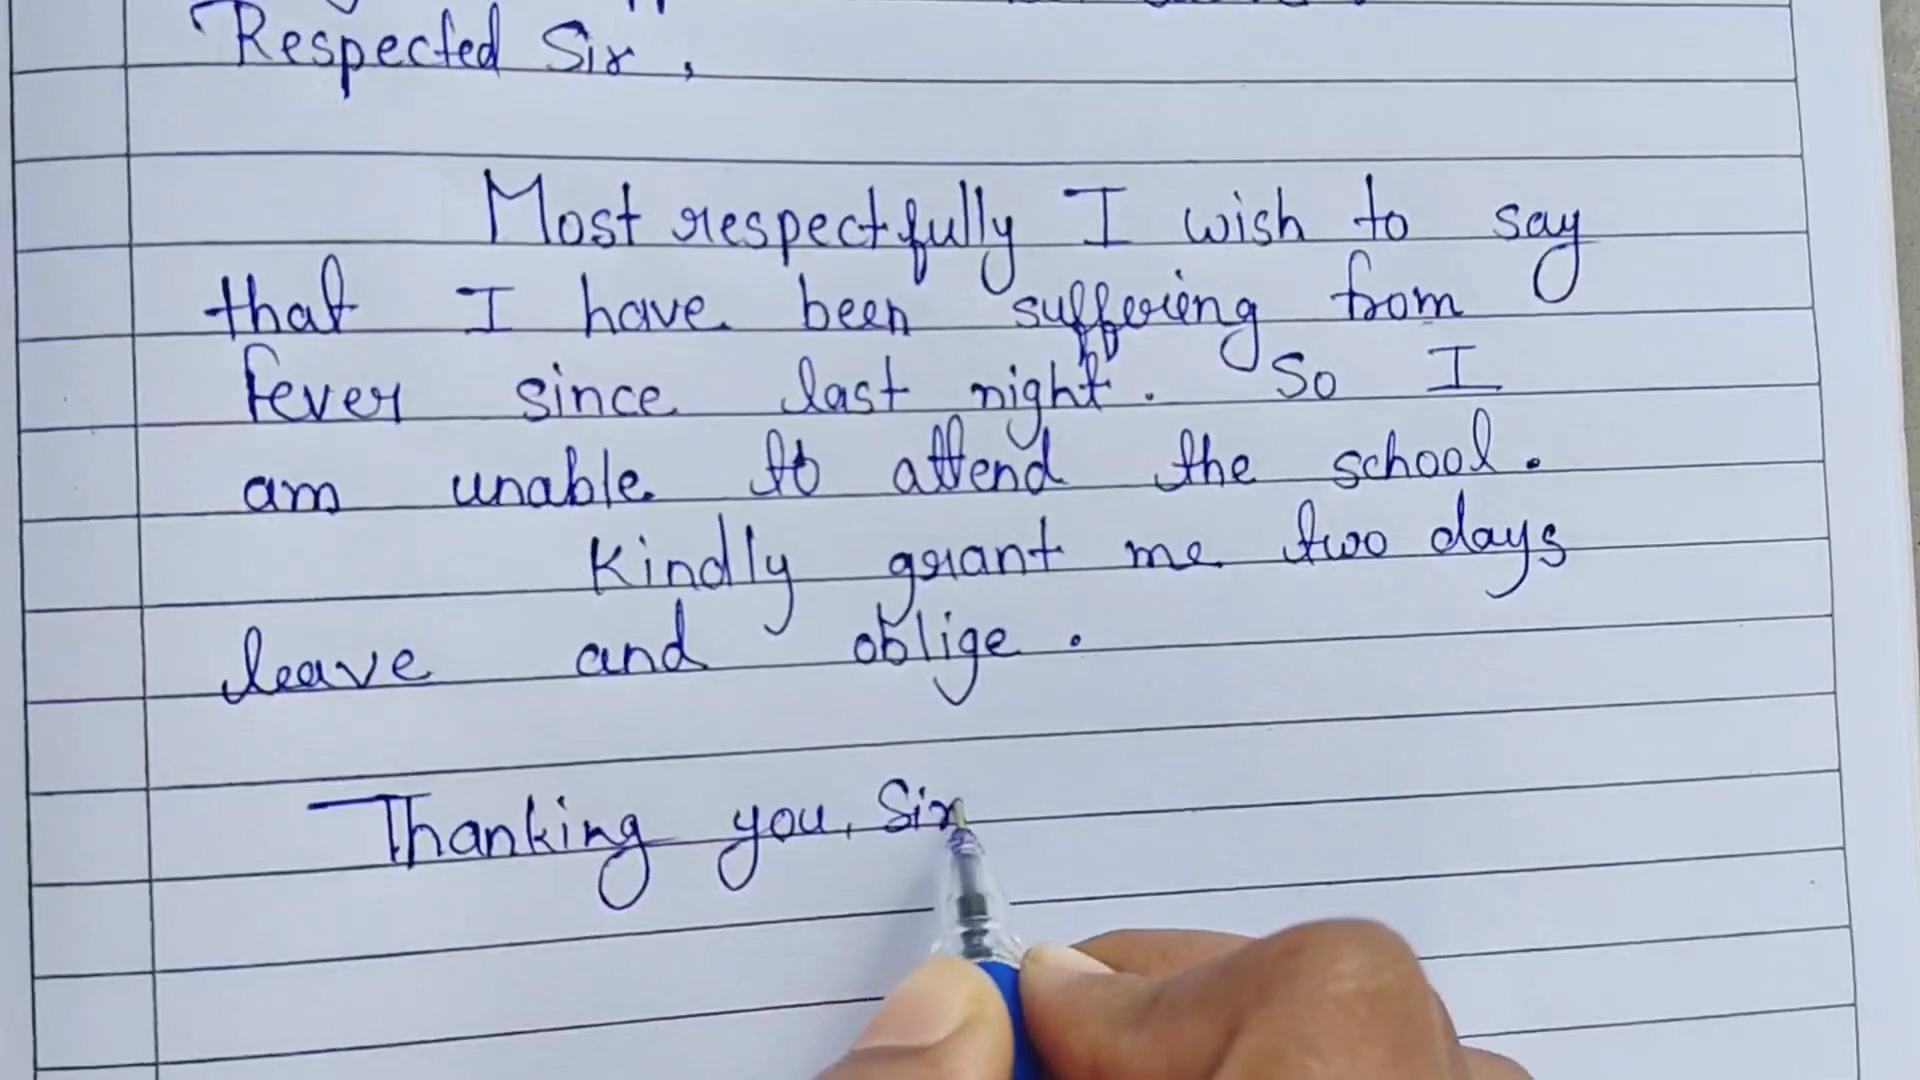 Respected Sir,
Most respectfully I wish to say
that I have been suffering from
fever since last night. So I
am unable to attend the school.
Kindly grant me two days
leave and oblige.
Thanking you, Sir